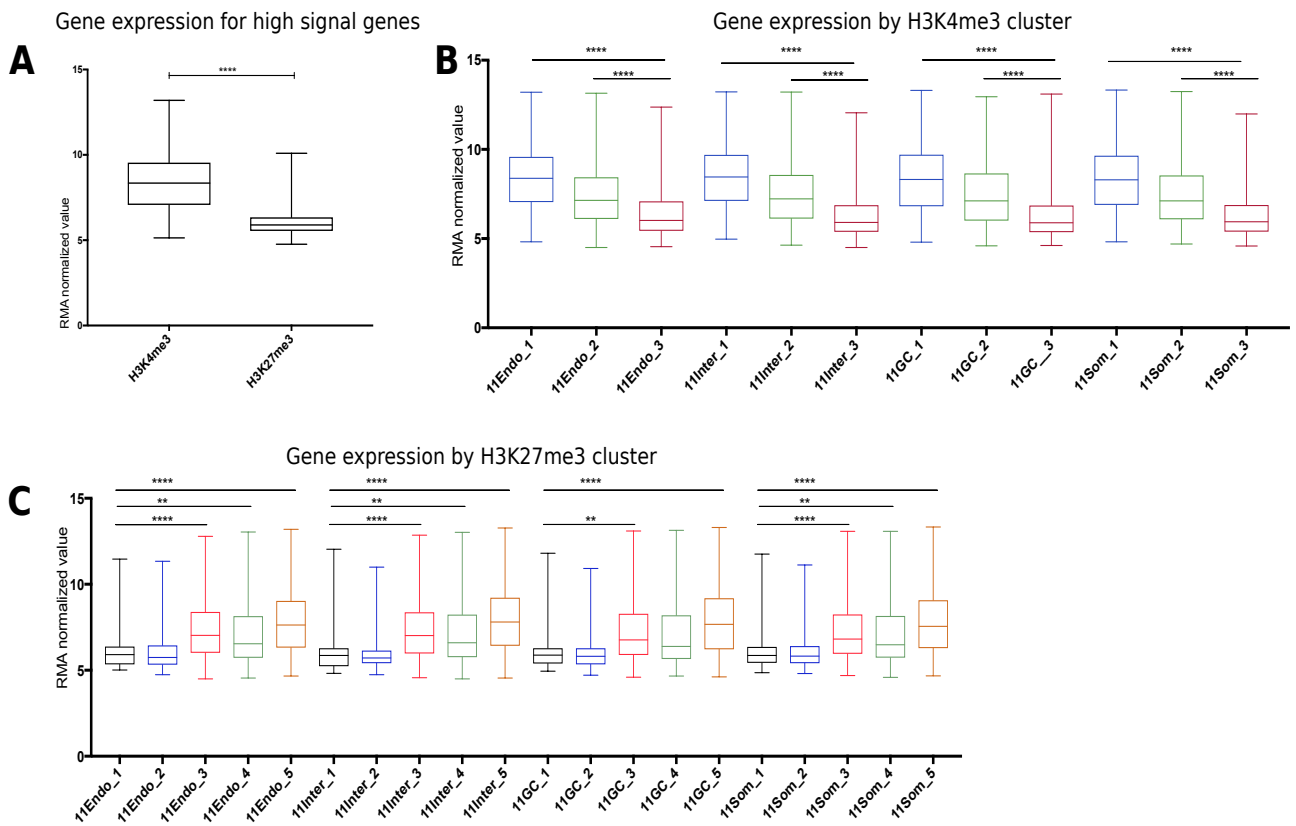 Gene expression for high signal genes
A
****
15
10
5
0
RMA normalized value
H3K4me3
H3K27me3
Gene expression by H3K4me3 cluster
B
**** **** **** ****
**** **** **** ****
15
10
5
0
RMA normalized value
11Endo_1
11Endo_2
11Endo_3
11Inter_1
11Inter_2
11Inter_3
11GC_1
11GC_2
11GC__3
11Som_1
11Som_2
11Som_3
Gene expression by H3K27me3 cluster
C
**** **** **** ****
** ** **
**** **** ** ****
15
10
5
0
RMA normalized value
11Endo_1
11Endo_2
11Endo_3
11Endo_4
11Endo_5
11Inter_1
11Inter_2
11Inter_3
11Inter_4
11Inter_5
11GC_1
11GC_2
11GC_3
11GC_4
11GC_5
11Som_1
11Som_2
11Som_3
11Som_4
11Som_5